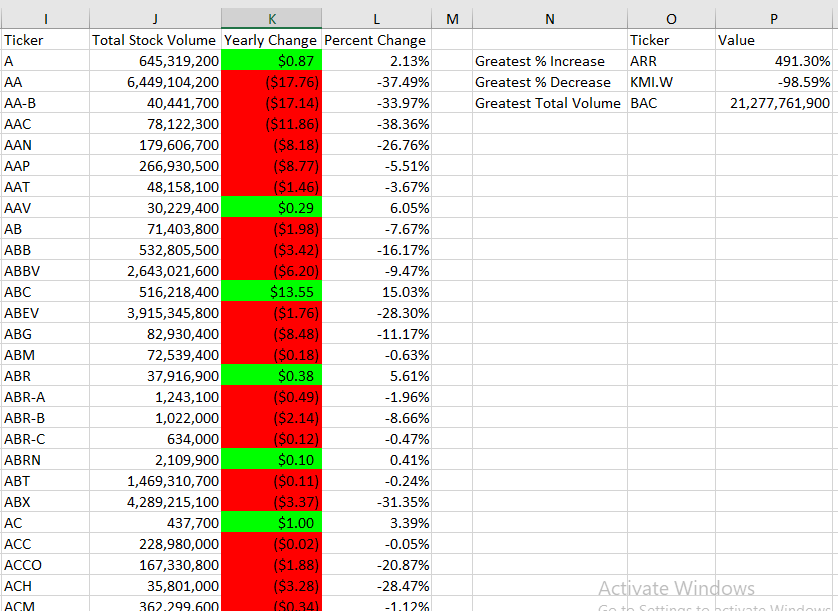 I J K L M N O P
Ticker Total Stock Volume Yearly Change Percent Change Ticker Value
A 645,319,200 $0.87 2.13% Greatest % Increase ARR 491.30%
AA 6,449,104,200 ($17.76) -37.49% Greatest % Decrease KMI.W -98.59%
AA-B 40,441,700 ($17.14) -33.97% Greatest Total Volume BAC 21,277,761,900
AAC 78,122,300 ($11.86) -38.36%
AAN 179,606,700 ($8.18) -26.76%
AAP 266,930,500 ($8.77) -5.51%
AAT 48,158,100 ($1.46) -3.67%
AAV 30,229,400 $0.29 6.05%
AB 71,403,800 ($1.98) -7.67%
ABB 532,805,500 ($3.42) -16.17%
ABBV 2,643,021,600 ($6.20) -9.47%
ABC 516,218,400 $13.55 15.03%
ABEV 3,915,345,800 ($1.76) -28.30%
ABG 82,930,400 ($8.48) -11.17%
ABM 72,539,400 ($0.18) -0.63%
ABR 37,916,900 $0.38 5.61%
ABR-A 1,243,100 ($0.49) -1.96%
ABR-B 1,022,000 ($2.14) -8.66%
ABR-C 634,000 ($0.12) -0.47%
ABRN 2,109,900 $0.10 0.41%
ABT 1,469,310,700 ($0.11) -0.24%
ABX 4,289,215,100 ($3.37) -31.35%
AC 437,700 $1.00 3.39%
ACC 228,980,000 ($0.02) -0.05%
ACCO 167,330,800 ($1.88) -20.87%
ACH 35,801,000 ($3.28) -28.47%
Activate Windows
ACM 362,299,600 ($0.34) -1.12%
Go to Settings to activate Windows